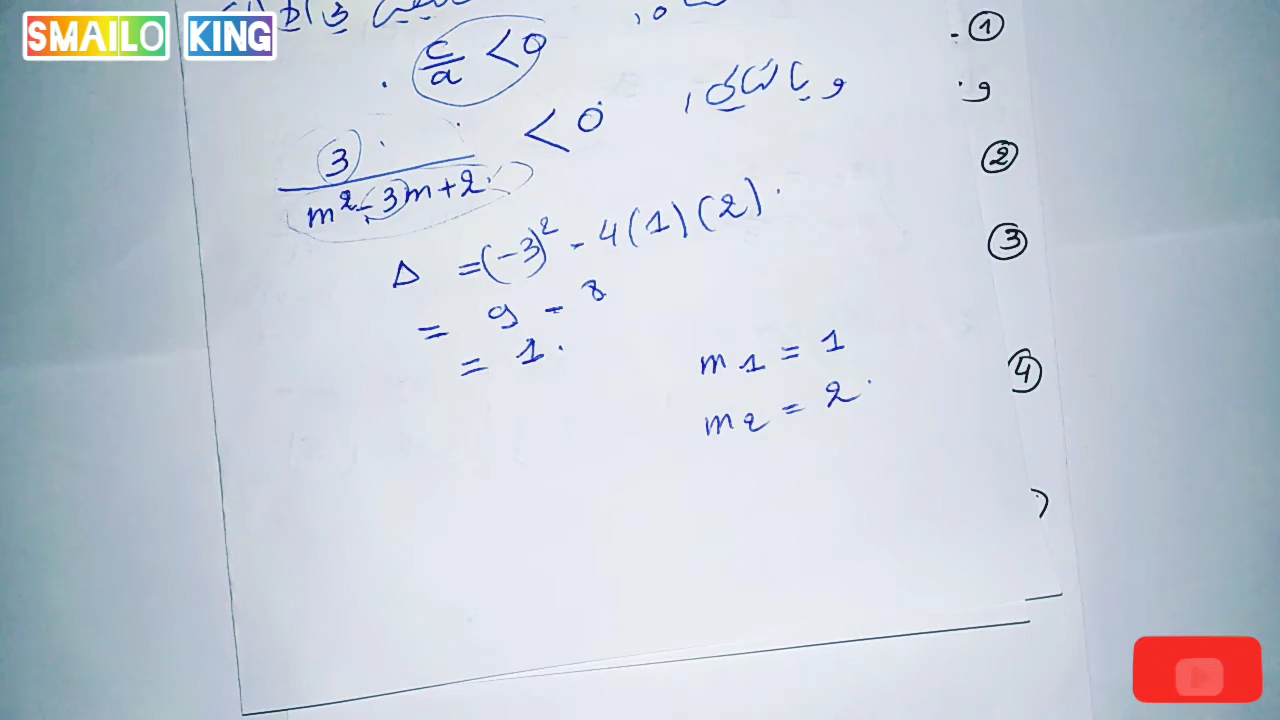 SMAILO KING
c/a < 0
وبالتالي,
3/(m² - 3m + 2) < 0
Δ = (-3)² - 4(1)(2).
= 9 - 8
= 1.
m1 = 1
m2 = 2.
①
و
②
③
④